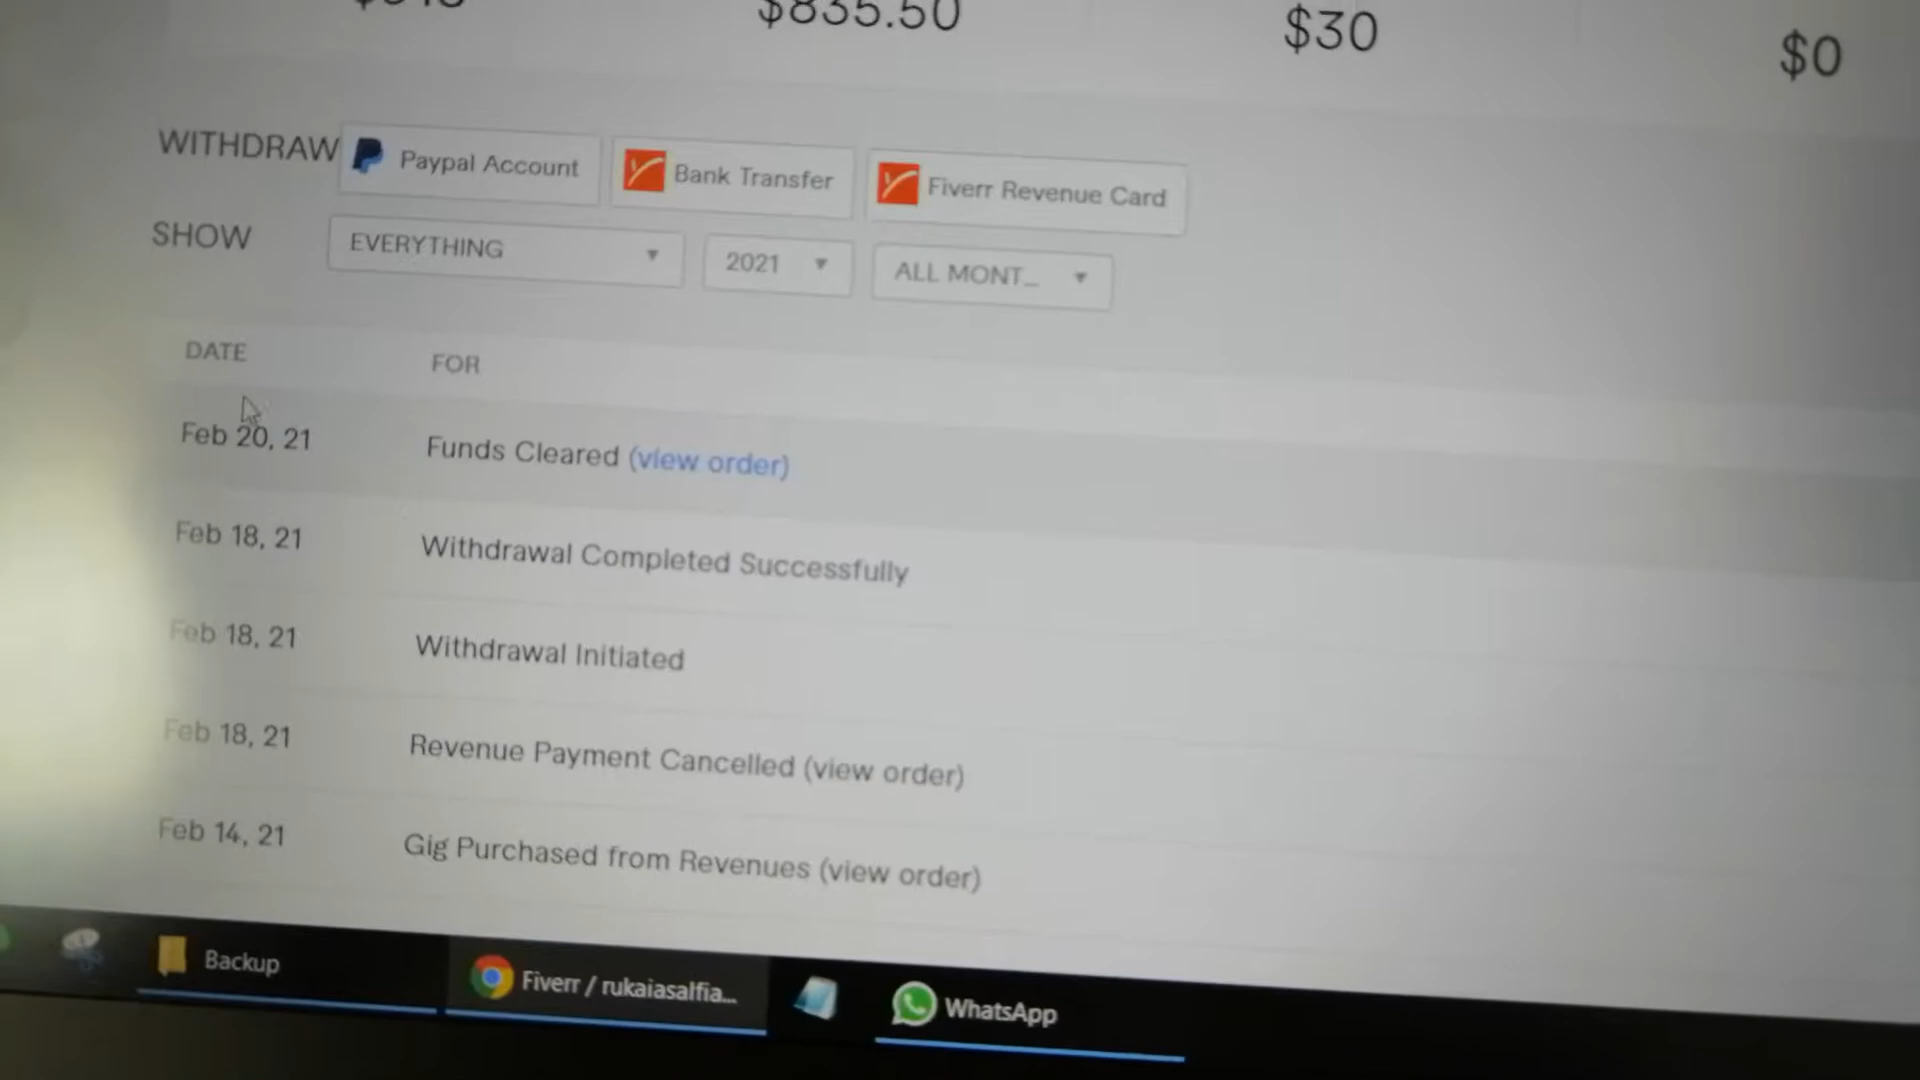 $835.50
$30
$0
WITHDRAW Paypal Account Bank Transfer Fiverr Revenue Card
SHOW EVERYTHING 2021 ALL MONT...
DATE FOR
Feb 20, 21 Funds Cleared (view order)
Feb 18, 21 Withdrawal Completed Successfully
Feb 18, 21 Withdrawal Initiated
Feb 18, 21 Revenue Payment Cancelled (view order)
Feb 14, 21 Gig Purchased from Revenues (view order)
Backup Fiverr / rukaiasalfia... WhatsApp